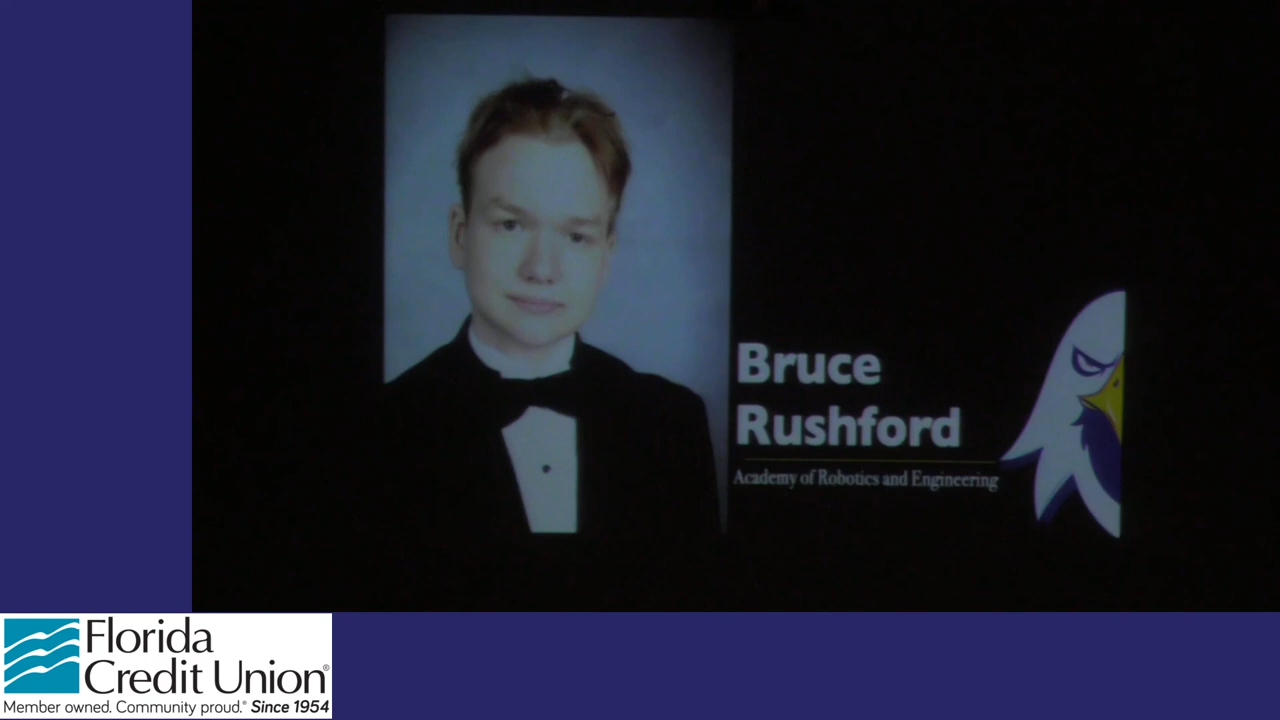 Bruce
Rushford
Academy of Robotics and Engineering
Florida
Credit Union®
Member owned. Community proud.® Since 1954